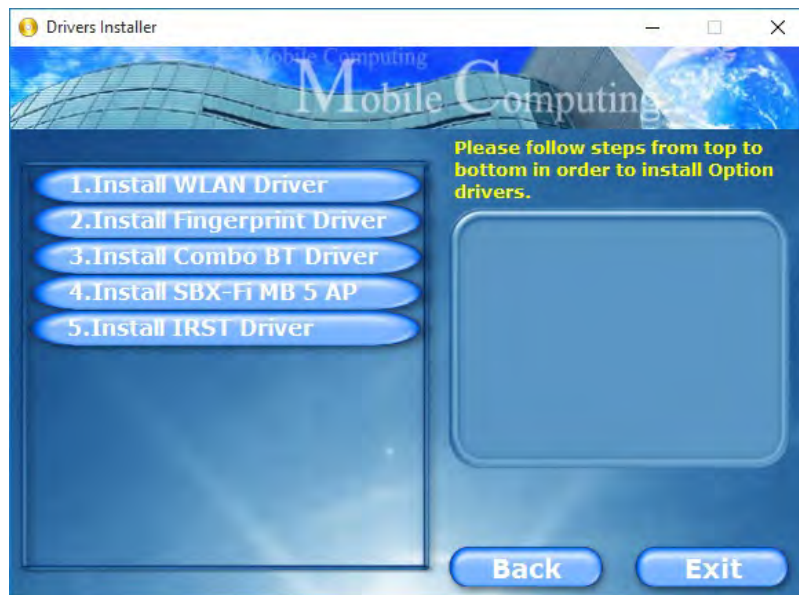 Drivers Installer
Mobile Computing
Mobile Computing
Please follow steps from top to
bottom in order to install Option
drivers.
1.Install WLAN Driver
2.Install Fingerprint Driver
3.Install Combo BT Driver
4.Install SBX-Fi MB 5 AP
5.Install IRST Driver
Back
Exit